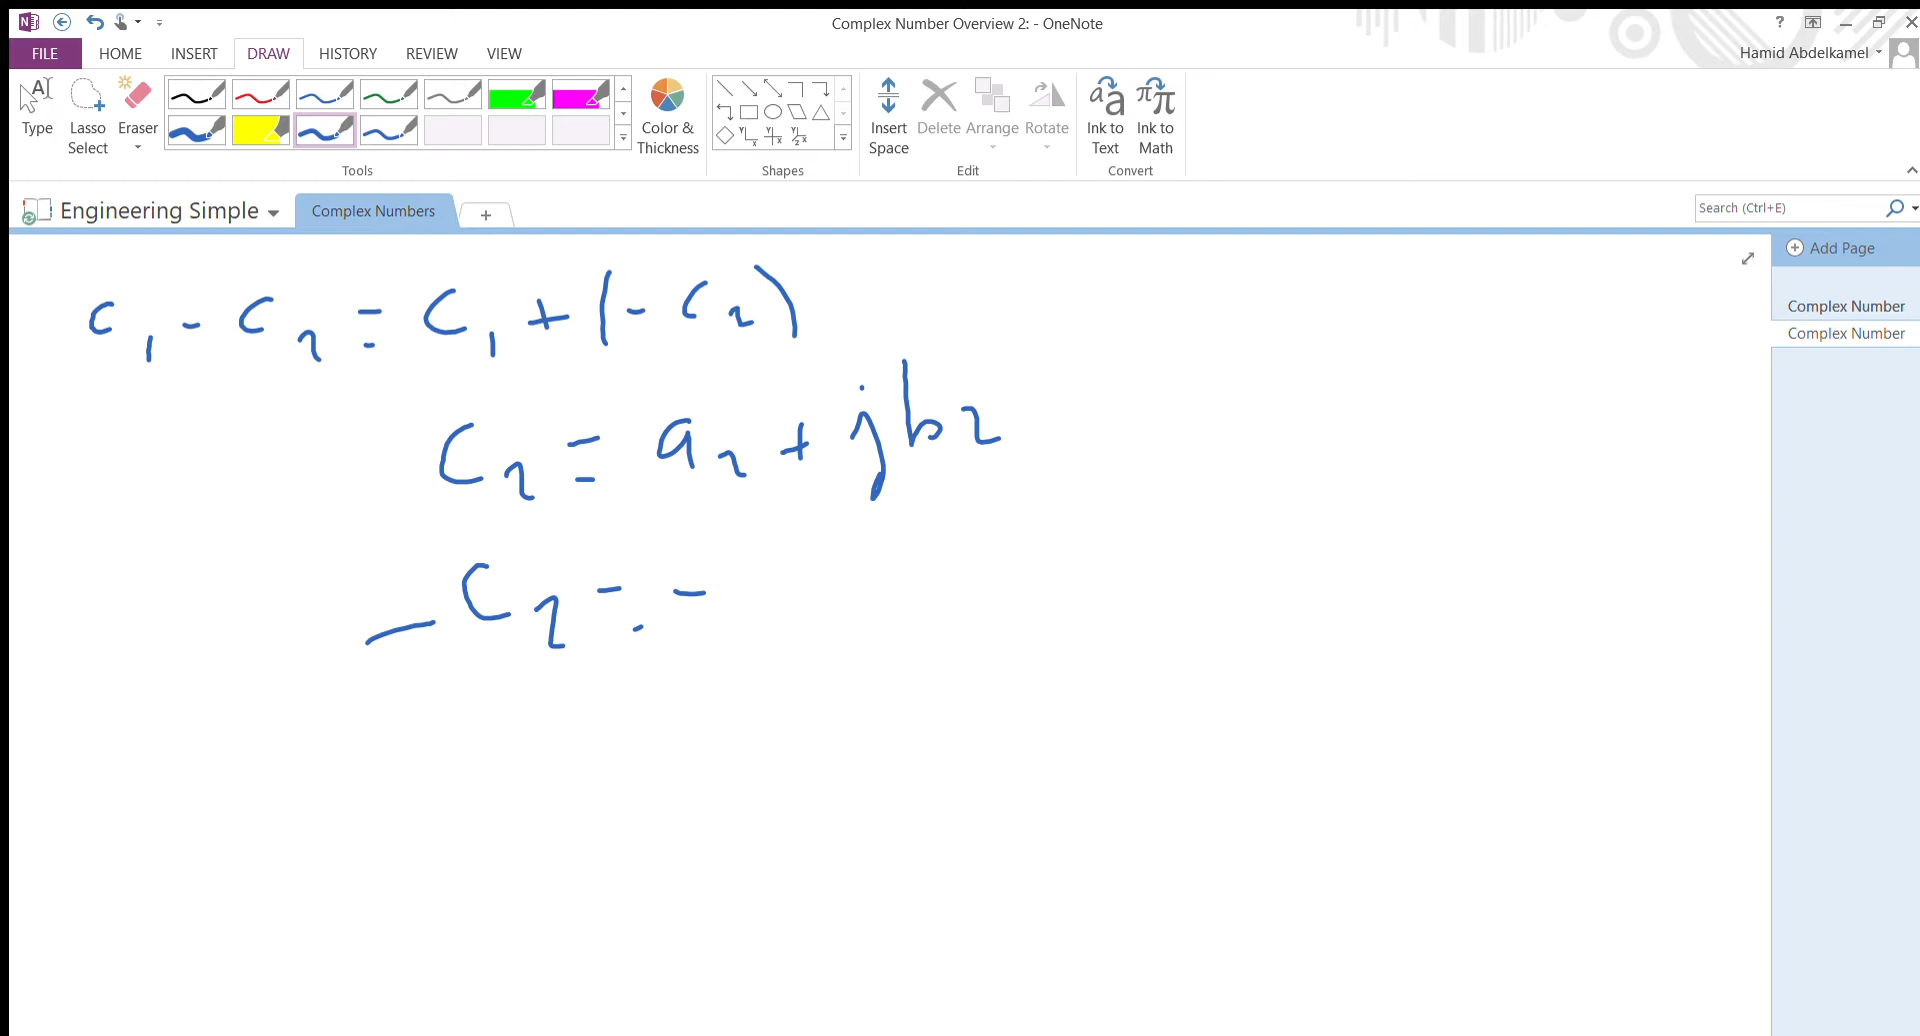 Complex Number Overview 2: - OneNote
?
FILE HOME INSERT DRAW HISTORY REVIEW VIEW
Hamid Abdelkamel
Type
Lasso Select
Eraser
Color & Thickness
Insert Space
Delete
Arrange
Rotate
Ink to Text
Ink to Math
Tools Shapes Edit Convert
Engineering Simple
Complex Numbers
+
Search (Ctrl+E)
Add Page
Complex Number
Complex Number
c₁ - c₂ = c₁ + (- c₂)
c₂ = a₂ + jb2
- c₂ = -